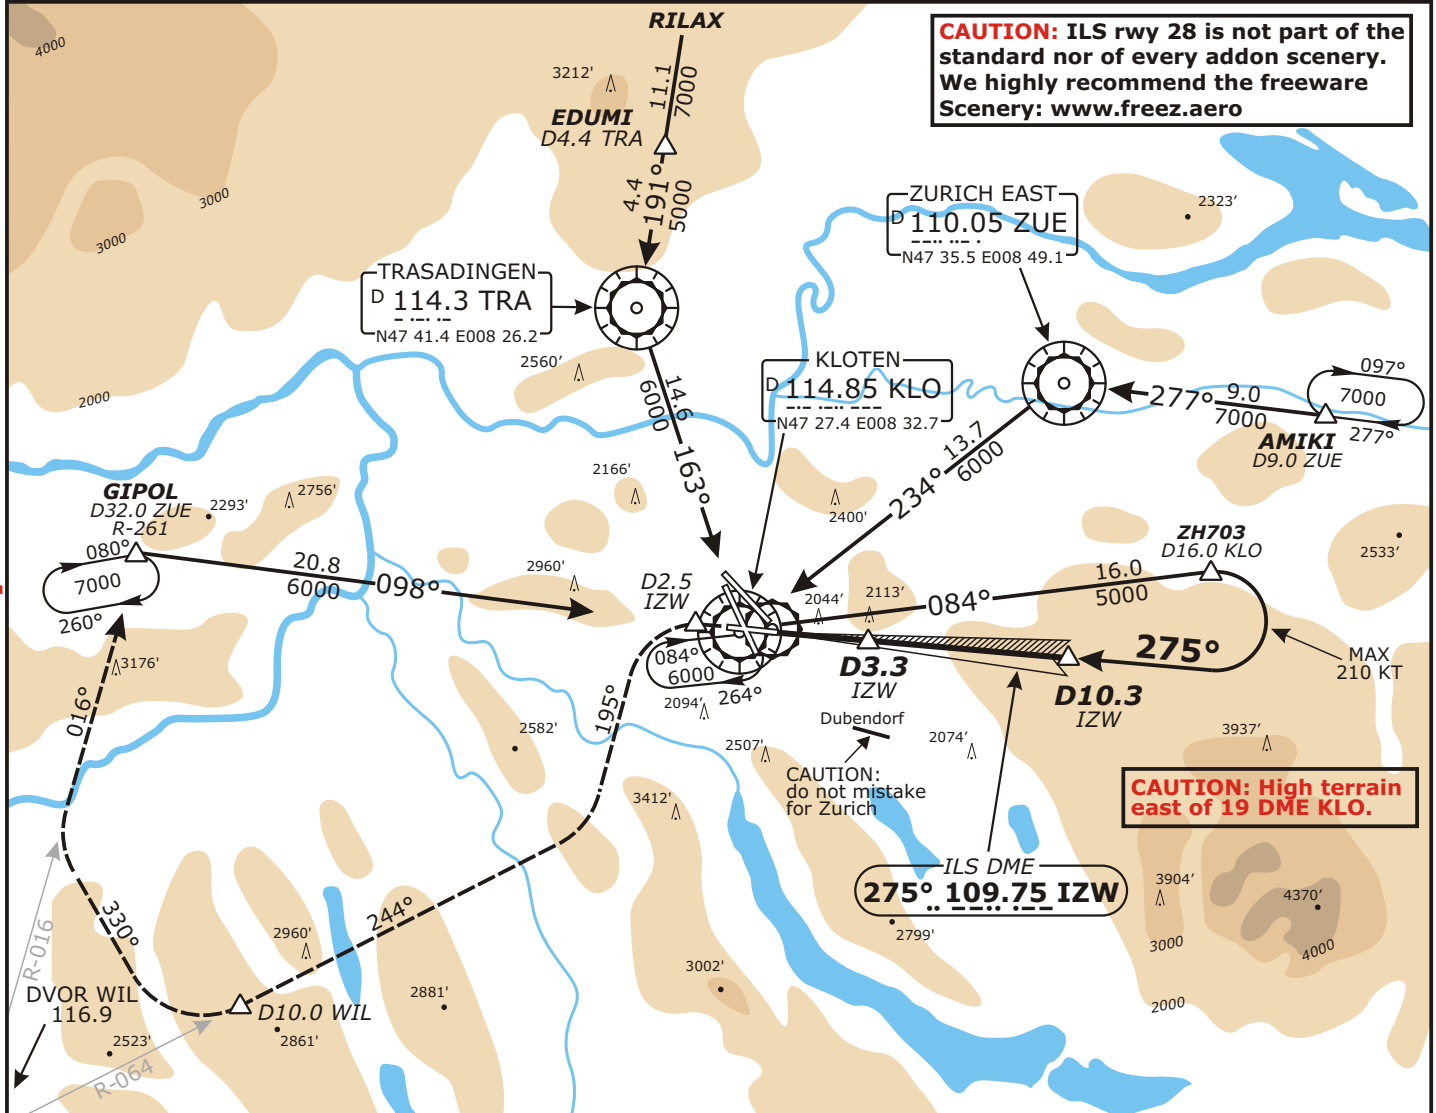 RILAX
CAUTION: ILS rwy 28 is not part of the
standard nor of every addon scenery.
We highly recommend the freeware
Scenery: www.freez.aero
4000
3212'
11.1
7000
EDUMI
D4.4 TRA
3000
3000
4.4
191°
5000
ZURICH EAST
D 110.05 ZUE
N47 35.5 E008 49.1
2323'
TRASADINGEN
D 114.3 TRA
N47 41.4 E008 26.2
2560'
2000
14.6
6000
163°
KLOTEN
D 114.85 KLO
N47 27.4 E008 32.7
097°
7000
277°
277°
9.0
7000
AMIKI
D9.0 ZUE
13.7
6000
234°
2166'
2400'
GIPOL
D32.0 ZUE
R-261
2293'
2756'
080°
7000
260°
20.8
6000
098°
2960'
D2.5
IZW
2044'
2113'
ZH703
D16.0 KLO
2533'
16.0
5000
084°
084°
6000
264°
2094'
D3.3
IZW
275°
D10.3
IZW
MAX
210 KT
3176'
016°
195°
2582'
2507'
Dubendorf
CAUTION:
do not mistake
for Zurich
2074'
3937'
CAUTION: High terrain
east of 19 DME KLO.
3412'
ILS DME
275° 109.75 IZW
2799'
3904'
4370'
3000
4000
2000
330°
244°
R-016
2960'
DVOR WIL
116.9
D10.0 WIL
2861'
2881'
3002'
2523'
R-064